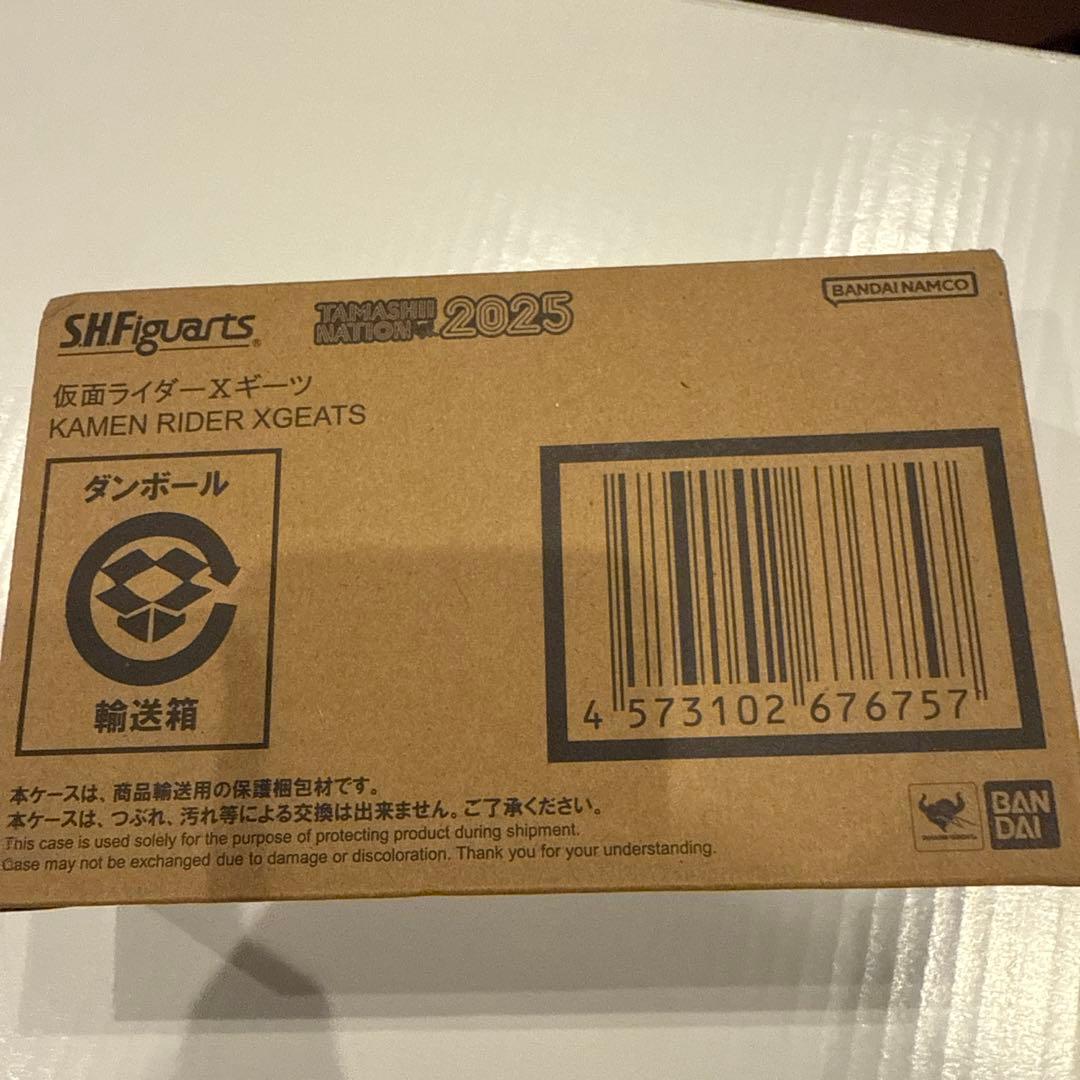 S.H.Figuarts
TAMASHII NATION 2025
BANDAI NAMCO
仮面ライダーXギーツ
KAMEN RIDER XGEATS
ダンボール
輸送箱
4 573102 676757
本ケースは、商品輸送用の保護梱包材です。
本ケースは、つぶれ、汚れ等による交換は出来ません。ご了承ください。
This case is used solely for the purpose of protecting product during shipment.
Case may not be exchanged due to damage or discoloration. Thank you for your understanding.
BAN
DAI